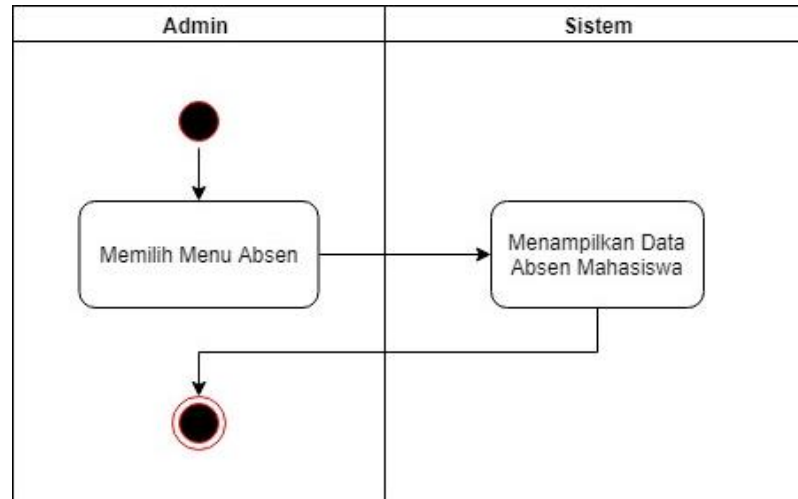 Admin
Sistem
Memilih Menu Absen
Menampilkan Data
Absen Mahasiswa